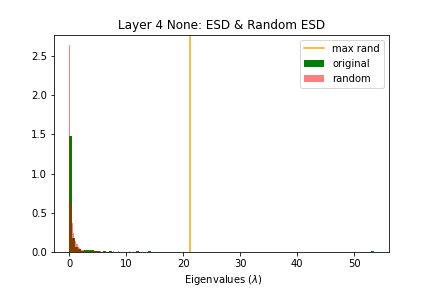 Layer 4 None: ESD & Random ESD
max rand
original
random
2.5
2.0
1.5
1.0
0.5
0.0
0 10 20 30 40 50
Eigenvalues (λ)